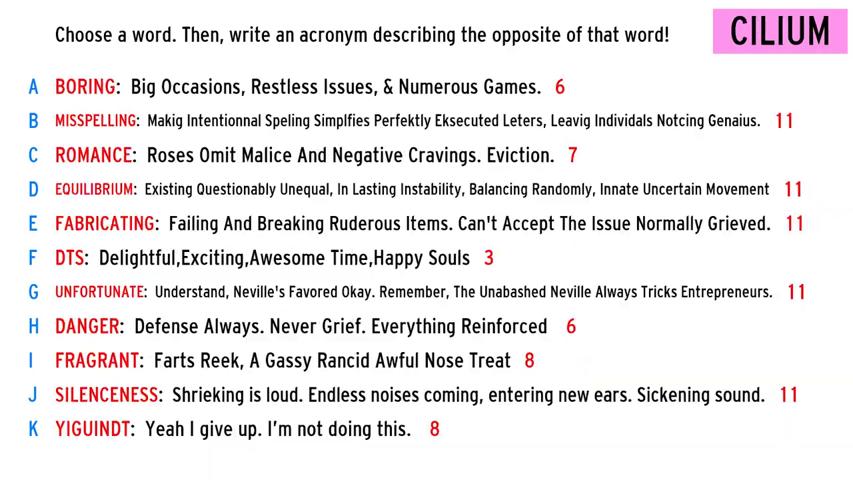 Choose a word. Then, write an acronym describing the opposite of that word!
CILIUM
A BORING: Big Occasions, Restless Issues, & Numerous Games. 6
B MISSPELLING: Makig Intentionnal Speling Simplfies Perfektly Eksecuted Leters, Leavig Individals Notcing Genaius. 11
C ROMANCE: Roses Omit Malice And Negative Cravings. Eviction. 7
D EQUILIBRIUM: Existing Questionably Unequal, In Lasting Instability, Balancing Randomly, Innate Uncertain Movement 11
E FABRICATING: Failing And Breaking Ruderous Items. Can't Accept The Issue Normally Grieved. 11
F DTS: Delightful,Exciting,Awesome Time,Happy Souls 3
G UNFORTUNATE: Understand, Neville's Favored Okay. Remember, The Unabashed Neville Always Tricks Entrepreneurs. 11
H DANGER: Defense Always. Never Grief. Everything Reinforced 6
I FRAGRANT: Farts Reek, A Gassy Rancid Awful Nose Treat 8
J SILENCENESS: Shrieking is loud. Endless noises coming, entering new ears. Sickening sound. 11
K YIGUINDT: Yeah I give up. I'm not doing this. 8